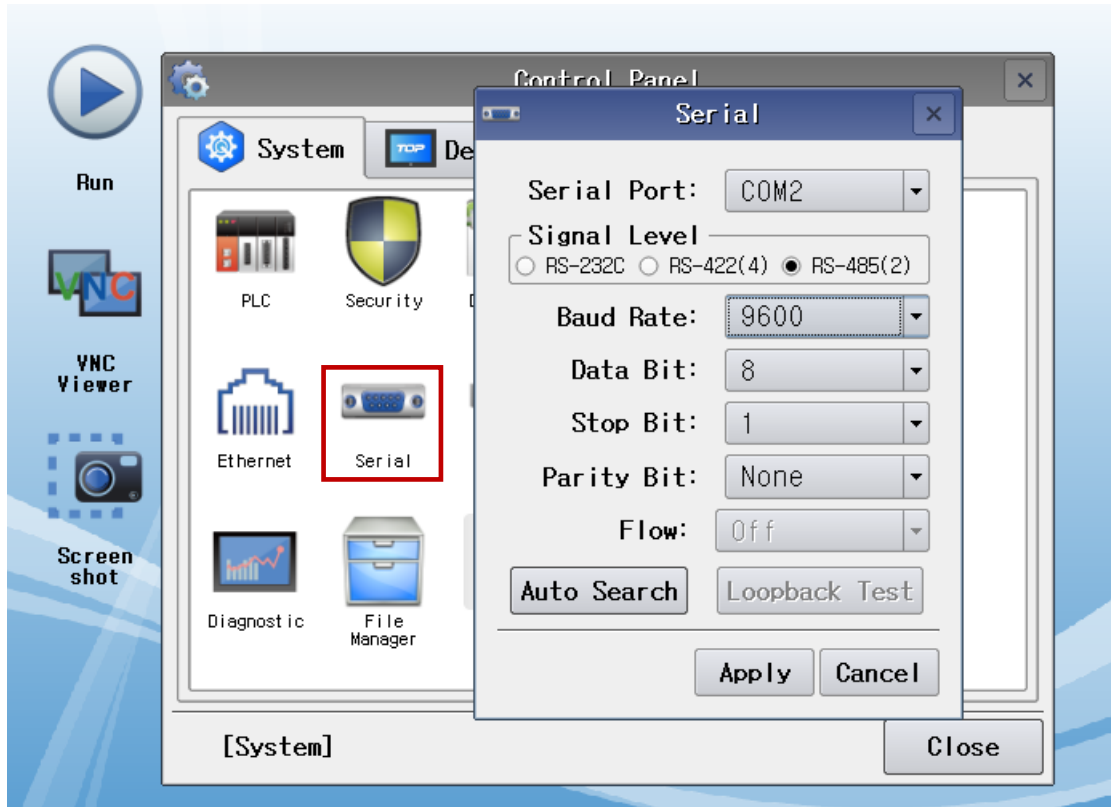 Control Panel
Serial
System
TOP
De
Run
Serial Port: COM2
Signal Level
RS-232C RS-422(4) RS-485(2)
PLC
Security
Baud Rate: 9600
VNC
VNC
Viewer
Data Bit: 8
Stop Bit: 1
Ethernet
Serial
Parity Bit: None
Flow: Off
Screen
shot
Auto Search
Loopback Test
Diagnostic
File
Manager
Apply
Cancel
[System]
Close